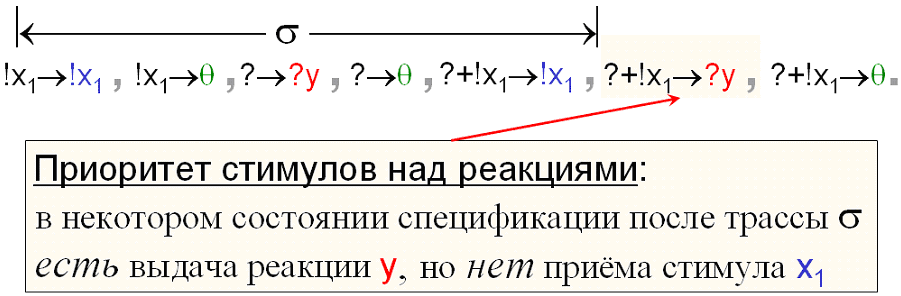 σ
!x₁→!x₁ , !x₁→θ , ?→?y , ?→θ , ?+!x₁→!x₁ , ?+!x₁→?y , ?+!x₁→θ.
Приоритет стимулов над реакциями:
в некотором состоянии спецификации после трассы σ
есть выдача реакции y, но нет приёма стимула x₁